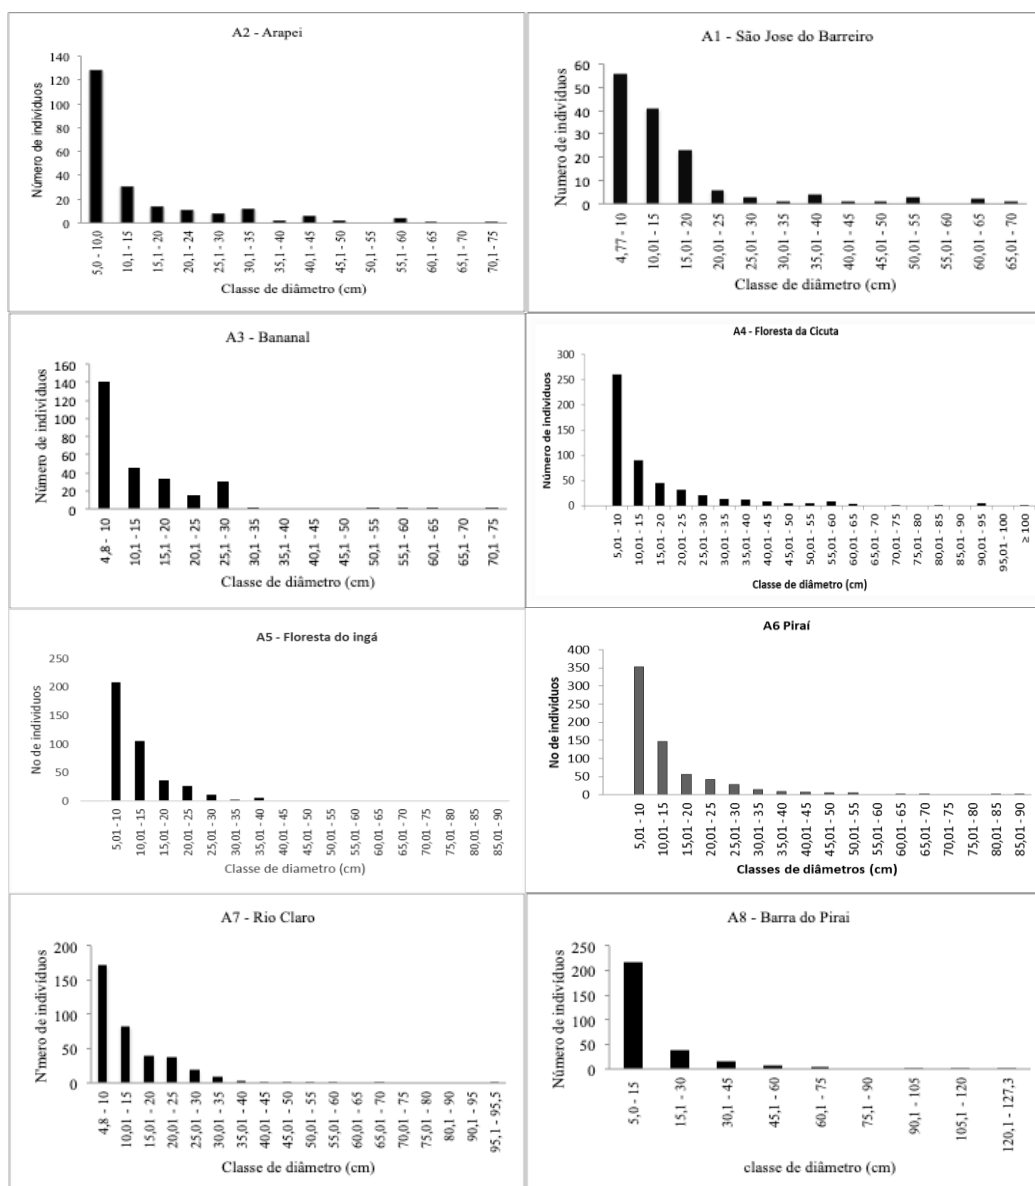 A2 - Arapei
Número de indivíduos
140
120
100
80
60
40
20
0
5,0 - 10,0
10,1 - 15
15,1 - 20
20,1 - 24
25,1 - 30
30,1 - 35
35,1 - 40
40,1 - 45
45,1 - 50
50,1 - 55
55,1 - 60
60,1 - 65
65,1 - 70
70,1 - 75
Classe de diâmetro (cm)
A1 - São Jose do Barreiro
Número de indivíduos
60
50
40
30
20
10
0
4,77 - 10
10,01 - 15
15,01 - 20
20,01 - 25
25,01 - 30
30,01 - 35
35,01 - 40
40,01 - 45
45,01 - 50
50,01 - 55
55,01 - 60
60,01 - 65
65,01 - 70
Classe de diâmetro (cm)
A3 - Bananal
Número de indivíduos
160
140
120
100
80
60
40
20
0
4,8 - 10
10,1 - 15
15,1 - 20
20,1 - 25
25,1 - 30
30,1 - 35
35,1 - 40
40,1 - 45
45,1 - 50
50,1 - 55
55,1 - 60
60,1 - 65
65,1 - 70
70,1 - 75
Classe de diâmetro (cm)
A4 - Floresta da Cicuta
Número de indivíduos
300
250
200
150
100
50
0
5,01 - 10
10,01 - 15
15,01 - 20
20,01 - 25
25,01 - 30
30,01 - 35
35,01 - 40
40,01 - 45
45,01 - 50
50,01 - 55
55,01 - 60
60,01 - 65
65,01 - 70
70,01 - 75
75,01 - 80
80,01 - 85
85,01 - 90
90,01 - 95
95,01 - 100
≥ 100
Classe de diâmetro (cm)
A5 - Floresta do ingá
No de indivíduos
250
200
150
100
50
0
5,01 - 10
10,01 - 15
15,01 - 20
20,01 - 25
25,01 - 30
30,01 - 35
35,01 - 40
40,01 - 45
45,01 - 50
50,01 - 55
55,01 - 60
60,01 - 65
65,01 - 70
70,01 - 75
75,01 - 80
80,01 - 85
85,01 - 90
Classe de diametro (cm)
A6 Piraí
No de indivíduos
400
350
300
250
200
150
100
50
0
5,01 - 10
10,01 - 15
15,01 - 20
20,01 - 25
25,01 - 30
30,01 - 35
35,01 - 40
40,01 - 45
45,01 - 50
50,01 - 55
55,01 - 60
60,01 - 65
65,01 - 70
70,01 - 75
75,01 - 80
80,01 - 85
85,01 - 90
Classes de diâmetros (cm)
A7 - Rio Claro
N'mero de indivíduos
200
150
100
50
0
4,8 - 10
10,01 - 15
15,01 - 20
20,01 - 25
25,01 - 30
30,01 - 35
35,01 - 40
40,01 - 45
45,01 - 50
50,01 - 55
55,01 - 60
60,01 - 65
65,01 - 70
70,01 - 75
75,01 - 80
80,1 - 90
90,1 - 95
95,1 - 95,5
Classe de diâmetro (cm)
A8 - Barra do Pirai
Número de indivíduos
250
200
150
100
50
0
5,0 - 15
15,1 - 30
30,1 - 45
45,1 - 60
60,1 - 75
75,1 - 90
90,1 - 105
105,1 - 120
120,1 - 127,3
classe de diâmetro (cm)